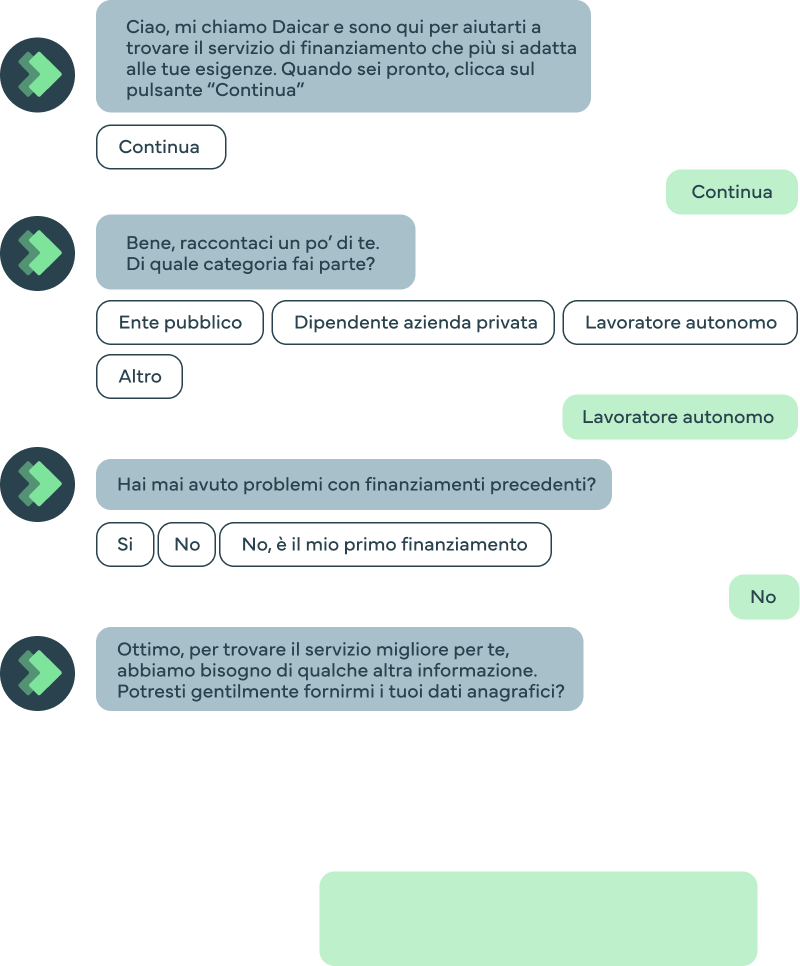 Ciao, mi chiamo Daicar e sono qui per aiutarti a
trovare il servizio di finanziamento che più si adatta
alle tue esigenze. Quando sei pronto, clicca sul
pulsante “Continua”
Continua
Continua
Bene, raccontaci un po’ di te.
Di quale categoria fai parte?
Ente pubblico
Dipendente azienda privata
Lavoratore autonomo
Altro
Lavoratore autonomo
Hai mai avuto problemi con finanziamenti precedenti?
Si
No
No, è il mio primo finanziamento
No
Ottimo, per trovare il servizio migliore per te,
abbiamo bisogno di qualche altra informazione.
Potresti gentilmente fornirmi i tuoi dati anagrafici?